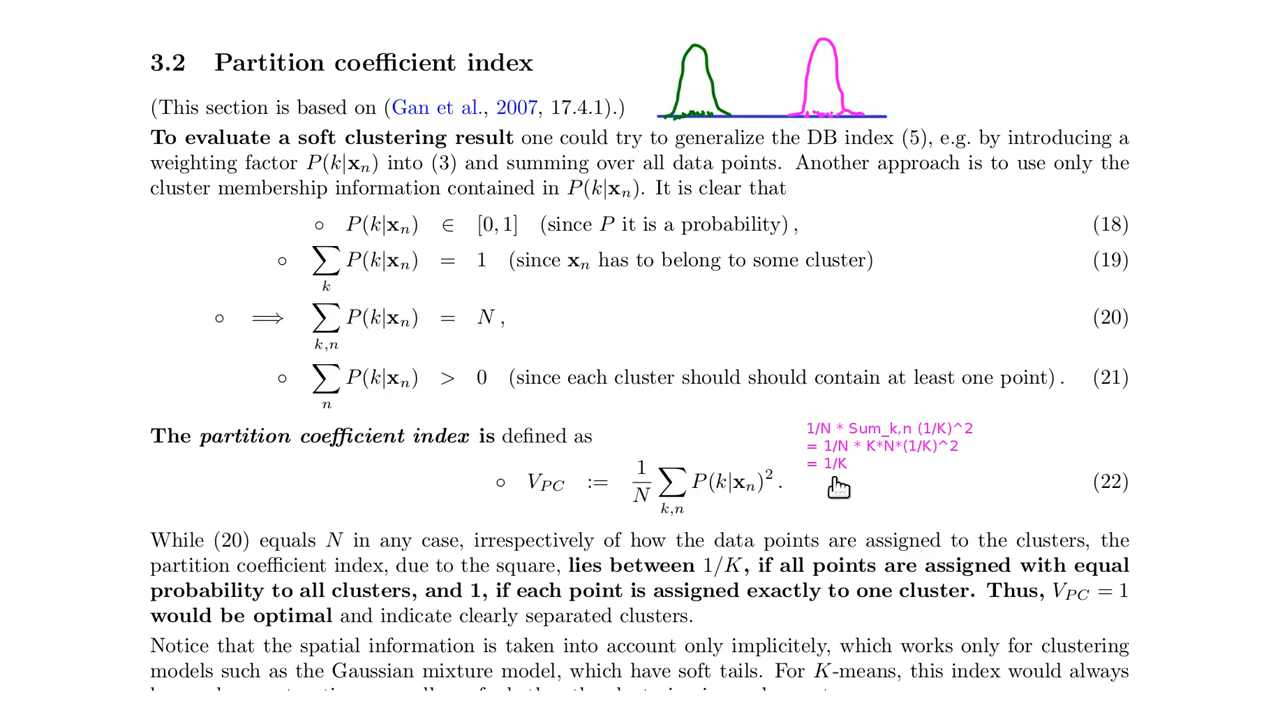 3.2 Partition coefficient index
(This section is based on (Gan et al., 2007, 17.4.1).)
To evaluate a soft clustering result one could try to generalize the DB index (5), e.g. by introducing a
weighting factor P(k|xₙ) into (3) and summing over all data points. Another approach is to use only the
cluster membership information contained in P(k|xₙ). It is clear that
◦ P(k|xₙ) ∈ [0, 1] (since P it is a probability) , (18)
◦ ∑ₖ P(k|xₙ) = 1 (since xₙ has to belong to some cluster) (19)
◦ ⟹ ∑ₖ,ₙ P(k|xₙ) = N , (20)
◦ ∑ₙ P(k|xₙ) > 0 (since each cluster should should contain at least one point) . (21)
The partition coefficient index is defined as
1/N * Sum_k,n (1/K)^2
= 1/N * K*N*(1/K)^2
= 1/K
◦ V_PC := 1/N ∑ₖ,ₙ P(k|xₙ)² . (22)
While (20) equals N in any case, irrespectively of how the data points are assigned to the clusters, the
partition coefficient index, due to the square, lies between 1/K, if all points are assigned with equal
probability to all clusters, and 1, if each point is assigned exactly to one cluster. Thus, V_PC = 1
would be optimal and indicate clearly separated clusters.
Notice that the spatial information is taken into account only implicitely, which works only for clustering
models such as the Gaussian mixture model, which have soft tails. For K-means, this index would always